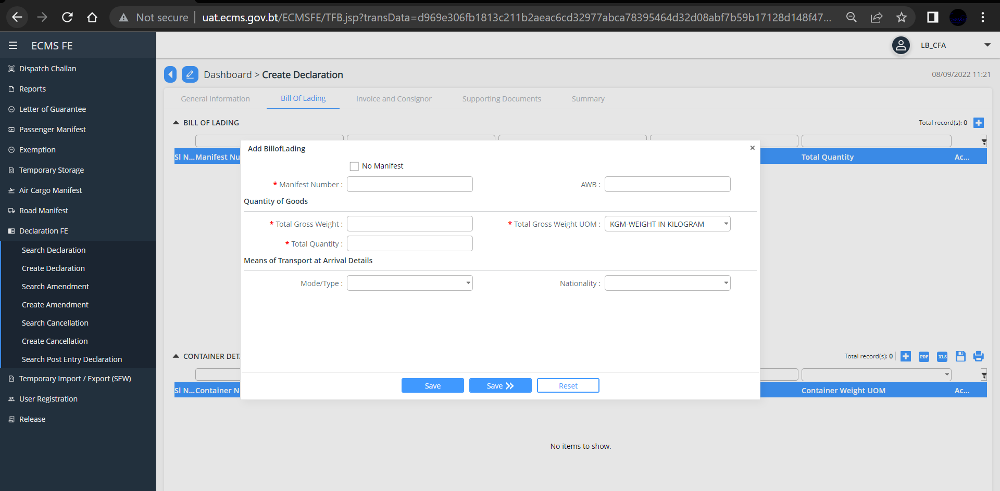 Not secure uat.ecms.gov.bt/ECMSFE/TFB.jsp?transData=d969e306fb1813c211b2aeac6cd32977abca78395464d32d08abf7b59b17128d148f47...
ECMS FE
LB_CFA
Dispatch Challan
Reports
Letter of Guarantee
Passenger Manifest
Exemption
Temporary Storage
Air Cargo Manifest
Road Manifest
Declaration FE
Search Declaration
Create Declaration
Search Amendment
Create Amendment
Search Cancellation
Create Cancellation
Search Post Entry Declaration
Temporary Import / Export (SEW)
User Registration
Release
Dashboard > Create Declaration
08/09/2022 11:21
General Information Bill Of Lading Invoice and Consignor Supporting Documents Summary
BILL OF LADING
Total record(s): 0
Sl N... Manifest Nu Total Quantity Ac...
Add BillofLading ×
No Manifest
* Manifest Number : AWB :
Quantity of Goods
* Total Gross Weight : * Total Gross Weight UOM : KGM-WEIGHT IN KILOGRAM
* Total Quantity :
Means of Transport at Arrival Details
Mode/Type : Nationality :
Save Save Reset
CONTAINER DET
Total record(s): 0 PDF XLS
Sl N... Container N Container Weight UOM Ac...
No items to show.